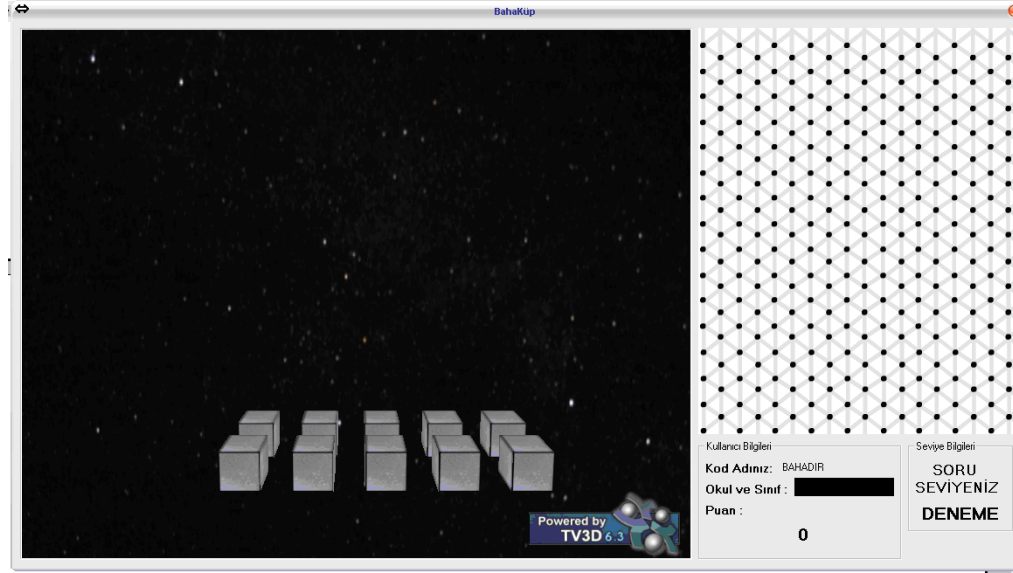 BahaKüp
Powered by
TV3D 6.3
Kullanıcı Bilgileri
Kod Adınız: BAHADIR
Okul ve Sınıf :
Puan :
0
Seviye Bilgileri
SORU
SEVİYENİZ
DENEME